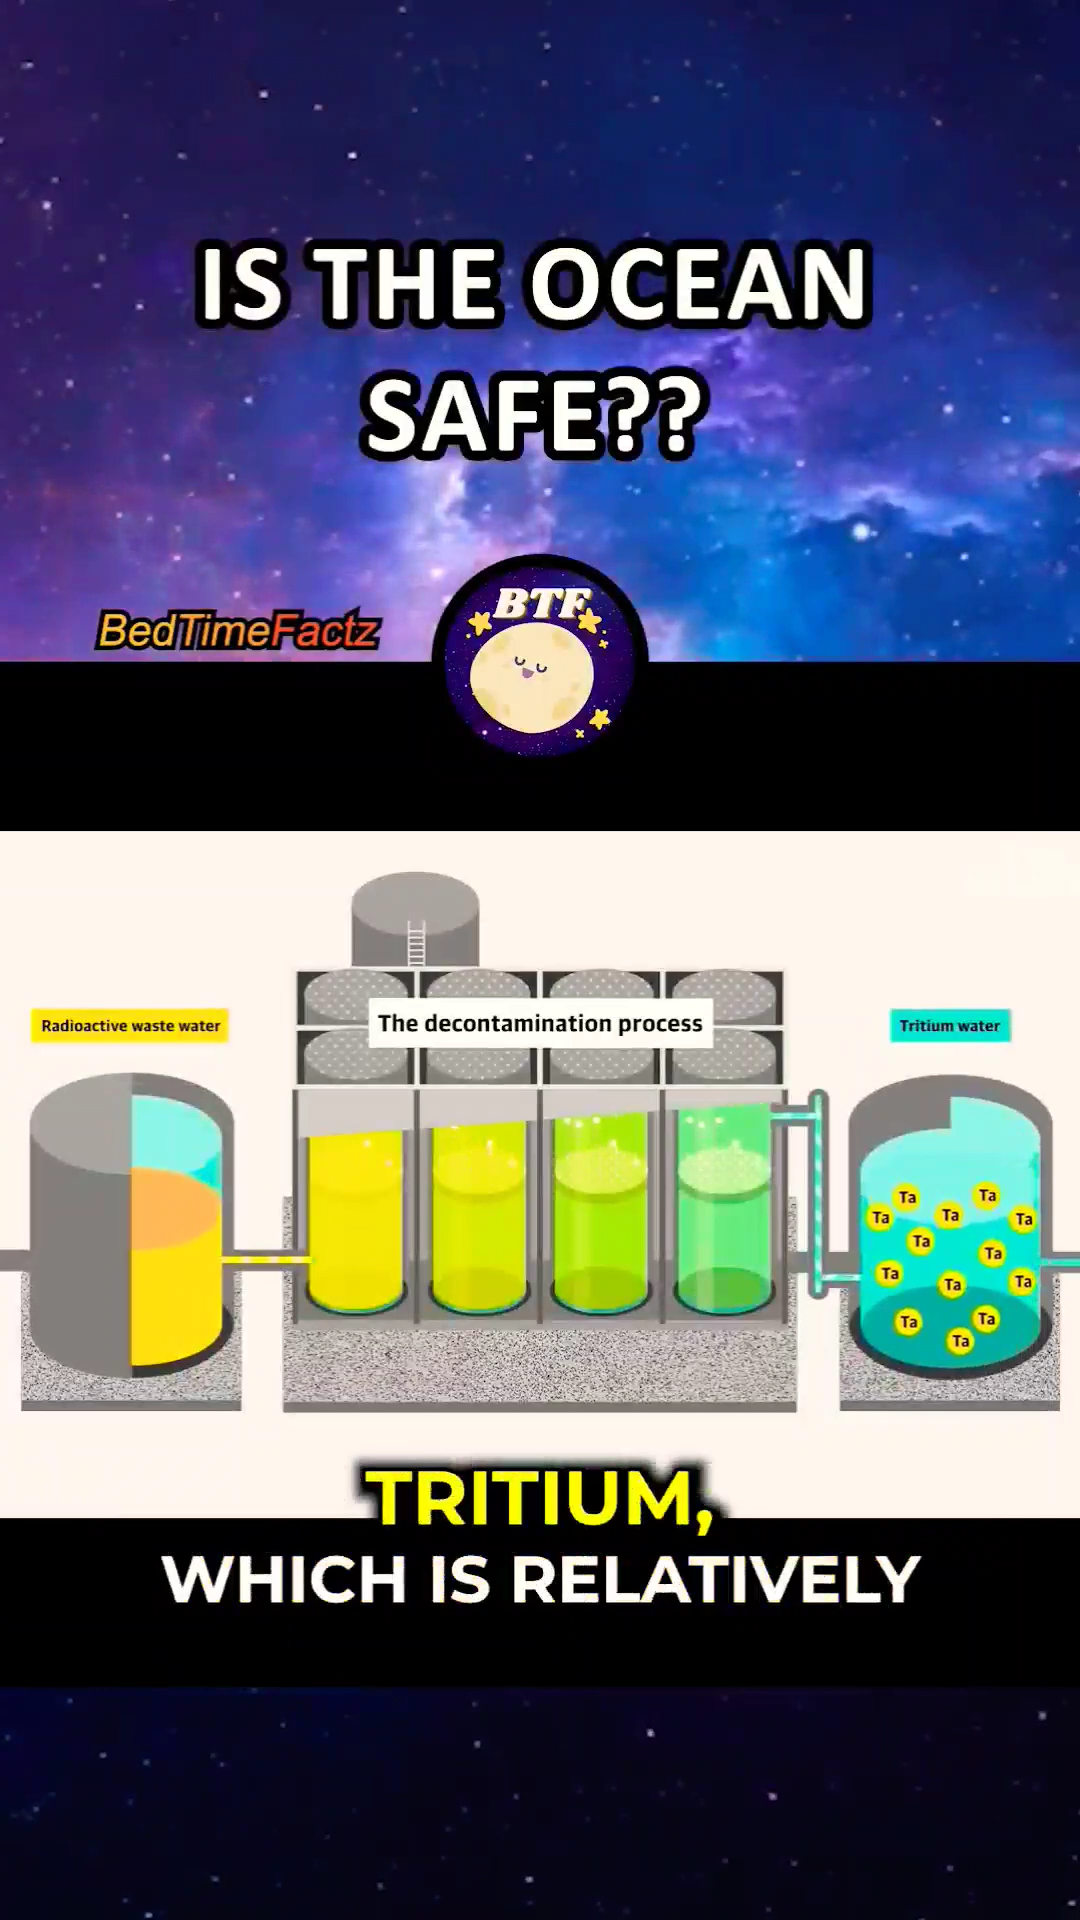 IS THE OCEAN
SAFE??
BTF
BedTimeFactz
The decontamination process
Radioactive waste water
Tritium water
Ta
Ta
Ta
Ta
Ta
Ta
Ta
Ta
Ta
Ta
Ta
Ta
Ta
TRITIUM,
WHICH IS RELATIVELY